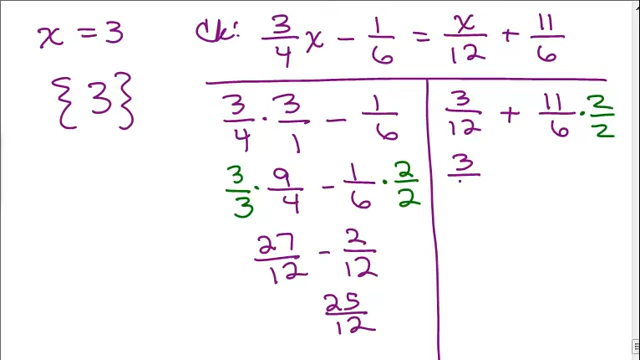 x = 3
Ck: 3/4 x - 1/6 = x/12 + 11/6
{3}
3/4 · 3/1 - 1/6
3/3 · 9/4 - 1/6 · 2/2
27/12 - 2/12
25/12
3/12 + 11/6 · 2/2
3/